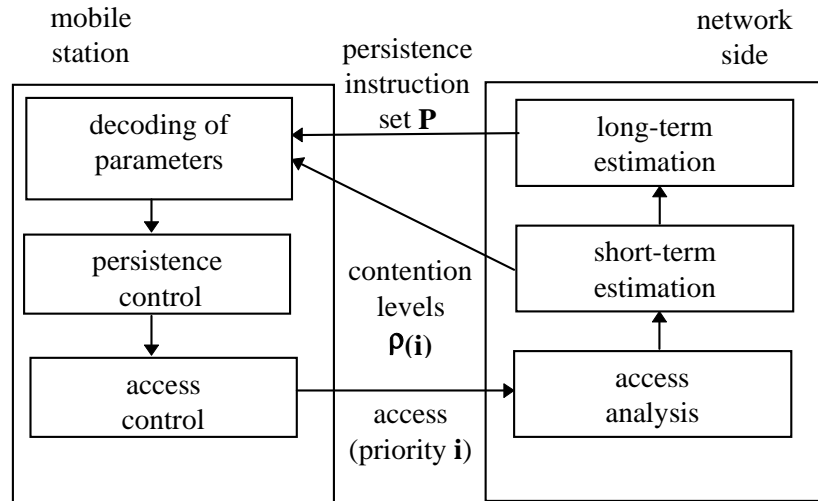 mobile
station
network
side
persistence
instruction
set P
decoding of
parameters
long-term
estimation
persistence
control
contention
levels
ρ(i)
short-term
estimation
access
control
access
(priority i)
access
analysis